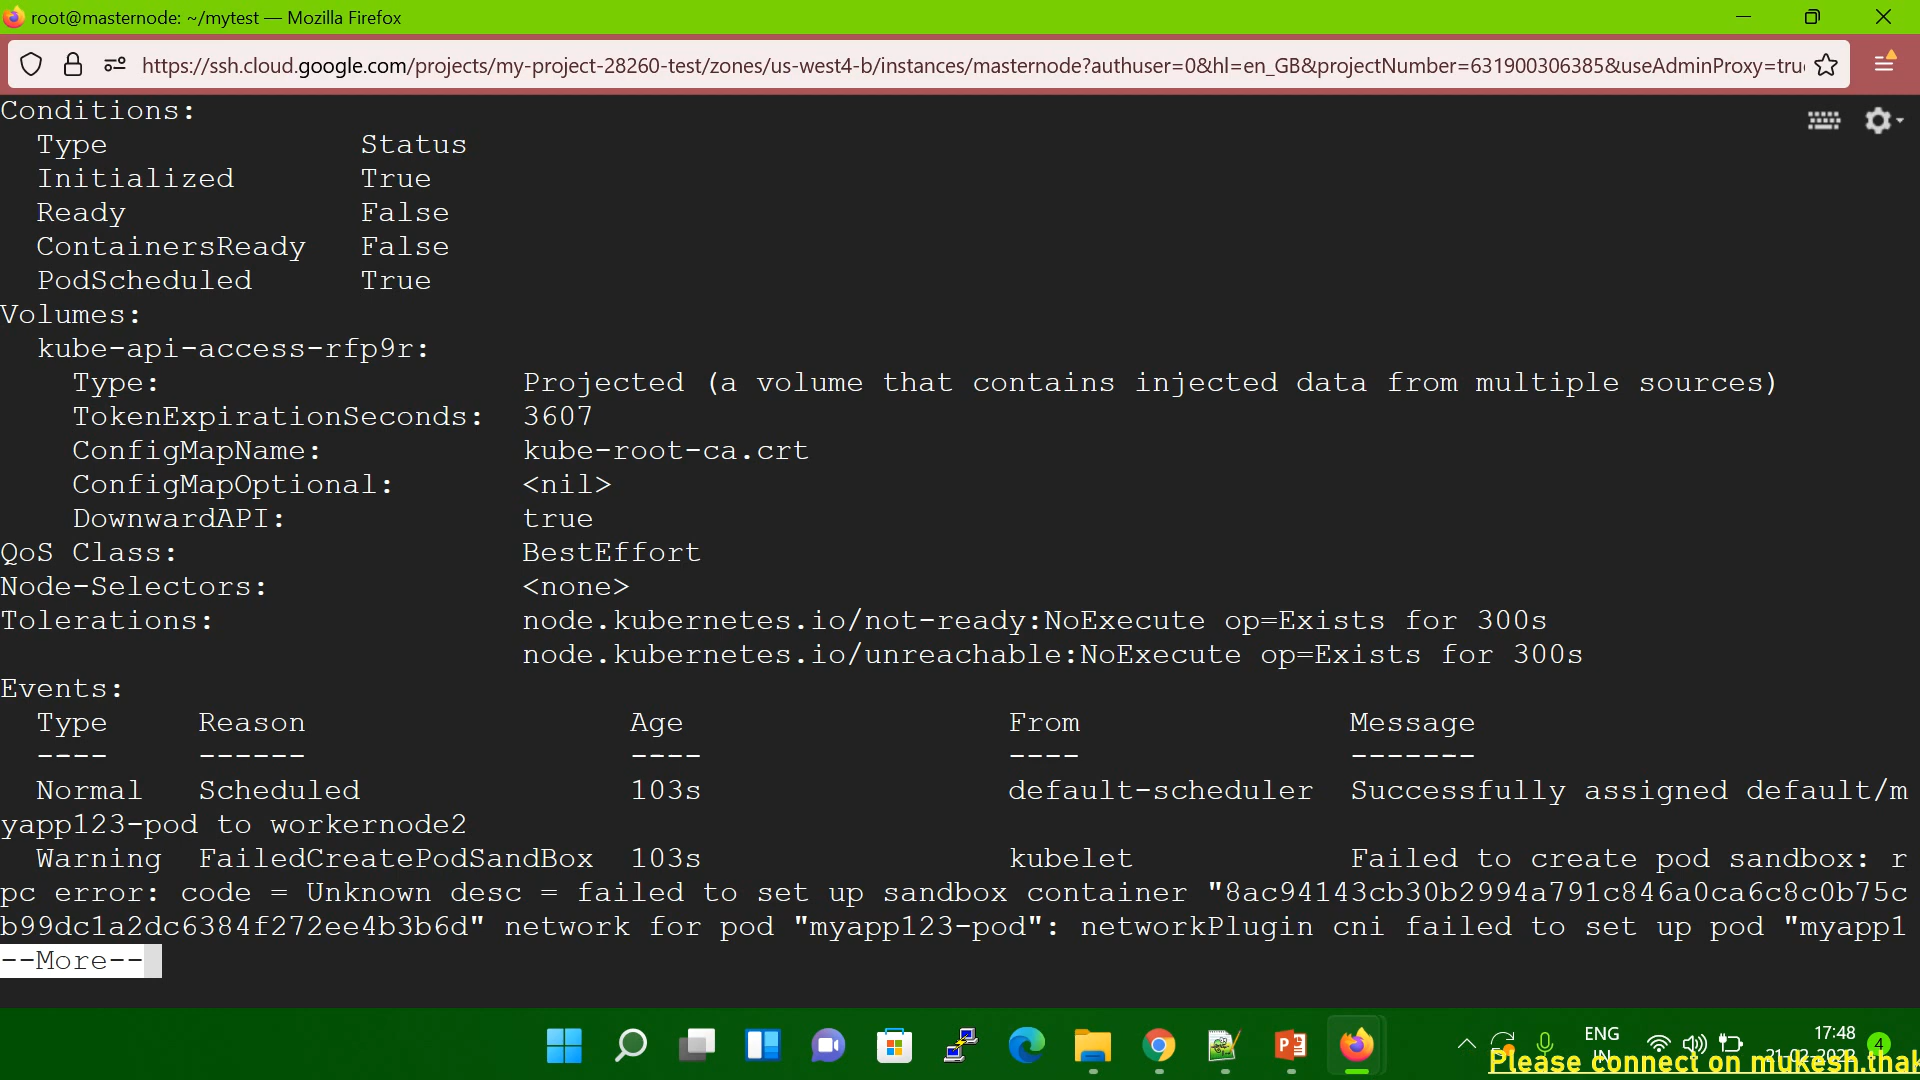 root@masternode: ~/mytest — Mozilla Firefox
https://ssh.cloud.google.com/projects/my-project-28260-test/zones/us-west4-b/instances/masternode?authuser=0&hl=en_GB&projectNumber=631900306385&useAdminProxy=tru
Conditions:
Type Status
Initialized True
Ready False
ContainersReady False
PodScheduled True
Volumes:
kube-api-access-rfp9r:
Type: Projected (a volume that contains injected data from multiple sources)
TokenExpirationSeconds: 3607
ConfigMapName: kube-root-ca.crt
ConfigMapOptional: <nil>
DownwardAPI: true
QoS Class: BestEffort
Node-Selectors: <none>
Tolerations: node.kubernetes.io/not-ready:NoExecute op=Exists for 300s
node.kubernetes.io/unreachable:NoExecute op=Exists for 300s
Events:
Type Reason Age From Message
---- ------ ---- ---- -------
Normal Scheduled 103s default-scheduler Successfully assigned default/m
yapp123-pod to workernode2
Warning FailedCreatePodSandBox 103s kubelet Failed to create pod sandbox: r
pc error: code = Unknown desc = failed to set up sandbox container "8ac94143cb30b2994a791c846a0ca6c8c0b75c
b99dc1a2dc6384f272ee4b3b6d" network for pod "myapp123-pod": networkPlugin cni failed to set up pod "myapp1
--More--
ENG 17:48 4
IN
Please connect on mukesh.thak